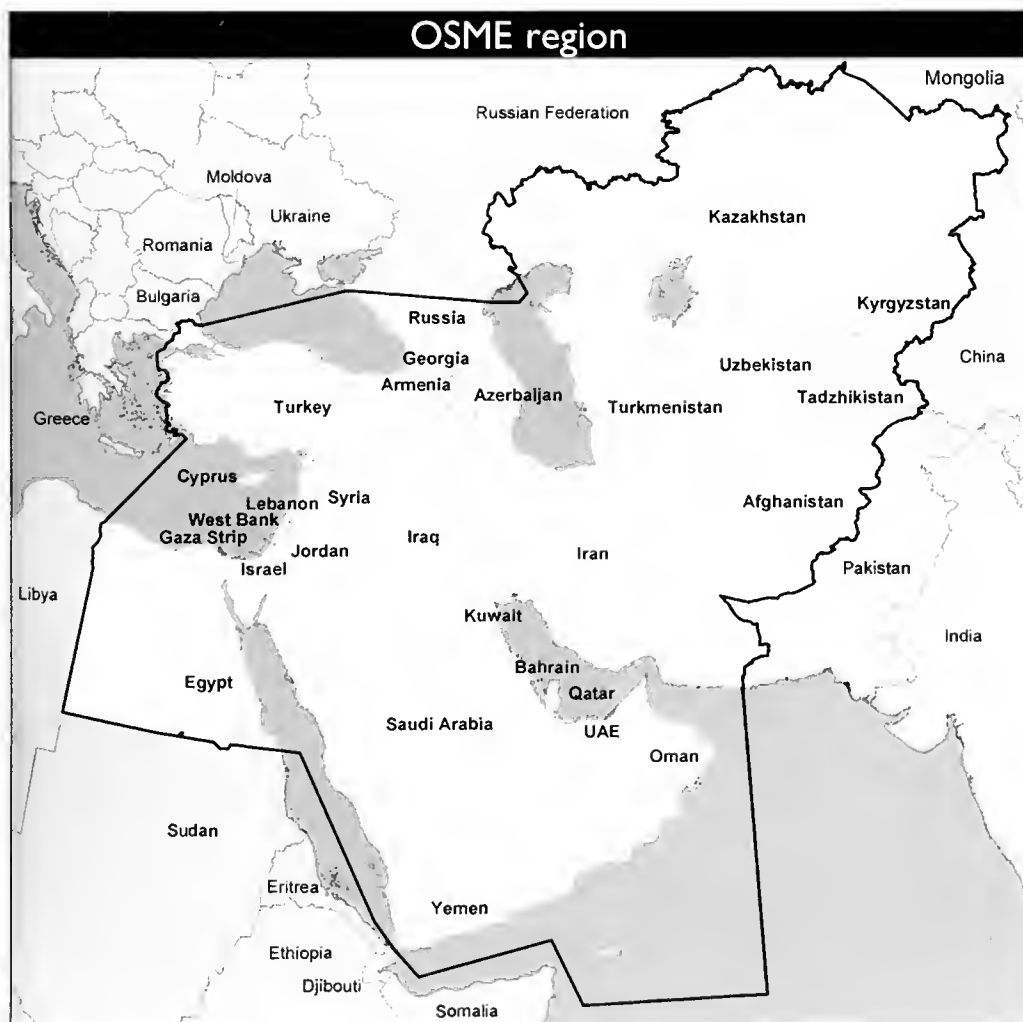 OSME region
Mongolia
Russian Federation
Moldova
Ukraine
Kazakhstan
Romania
Bulgaria
Kyrgyzstan
Russia
Georgia
China
Uzbekistan
Armenia
Azerbaijan
Tadzhikistan
Turkey
Turkmenistan
Greece
Cyprus
Lebanon
Syria
Afghanistan
West Bank
Gaza Strip
Iraq
Jordan
Iran
Israel
Pakistan
Libya
Kuwait
India
Bahrain
Egypt
Qatar
Saudi Arabia
UAE
Oman
Sudan
Eritrea
Yemen
Ethiopia
Djibouti
Somalia